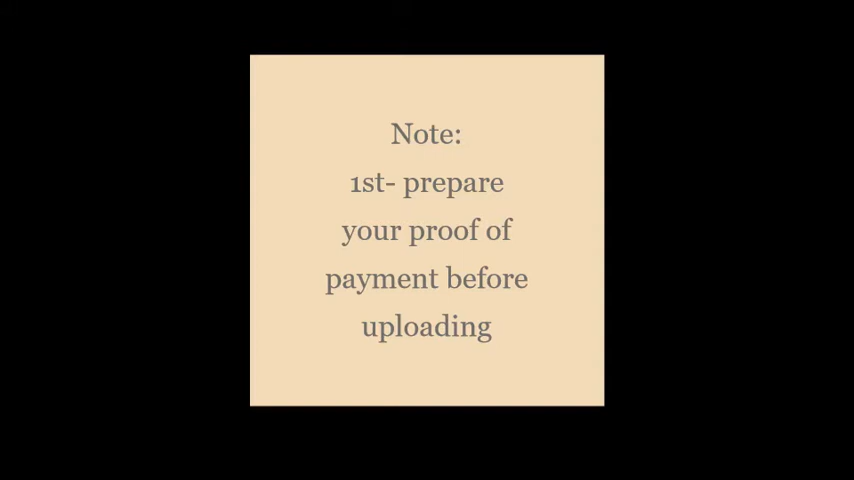 Note:
1st- prepare
your proof of
payment before
uploading